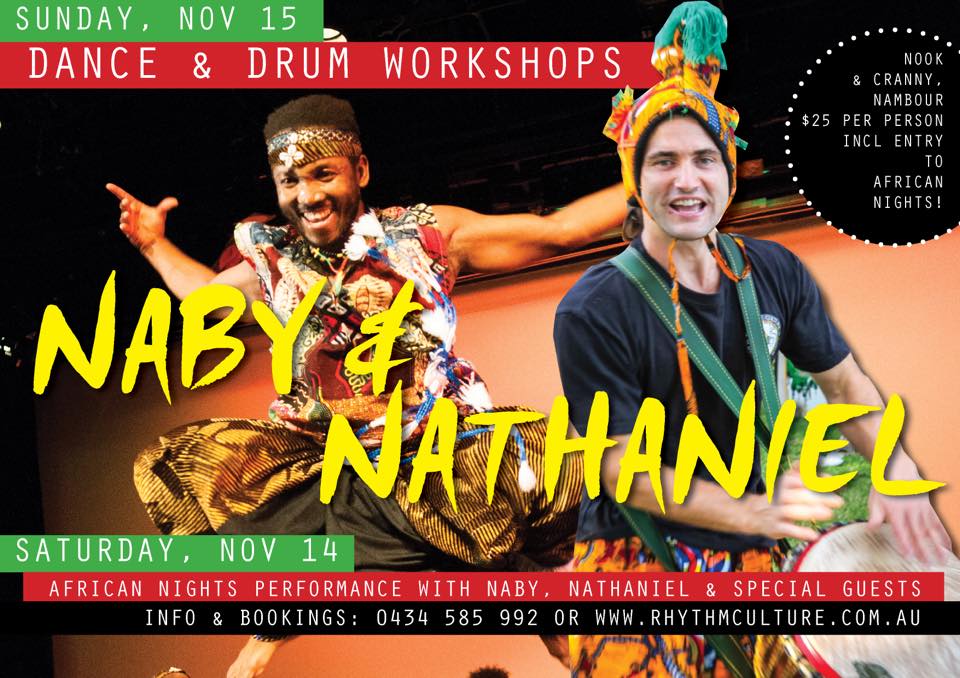 SUNDAY, NOV 15
DANCE & DRUM WORKSHOPS
NOOK
& CRANNY,
NAMBOUR
$25 PER PERSON
INCL ENTRY
TO
AFRICAN
NIGHTS!
NABY &
NATHANIEL
SATURDAY, NOV 14
AFRICAN NIGHTS PERFORMANCE WITH NABY, NATHANIEL & SPECIAL GUESTS
INFO & BOOKINGS: 0434 585 992 OR WWW.RHYTHMCULTURE.COM.AU